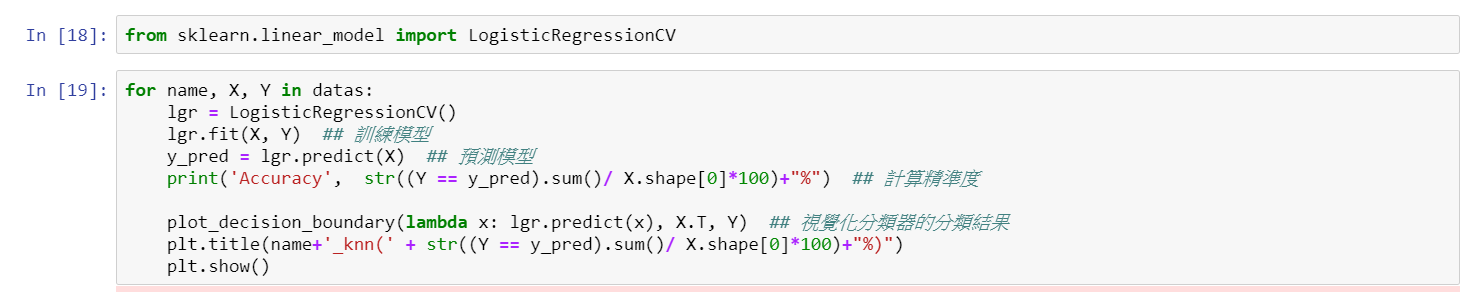 In [18]: from sklearn.linear_model import LogisticRegressionCV
In [19]: for name, X, Y in datas:
    lgr = LogisticRegressionCV()
    lgr.fit(X, Y)  ## 訓練模型
    y_pred = lgr.predict(X)  ## 預測模型
    print('Accuracy',  str((Y == y_pred).sum()/ X.shape[0]*100)+"%")  ## 計算精準度
    plot_decision_boundary(lambda x: lgr.predict(x), X.T, Y)  ## 視覺化分類器的分類結果
    plt.title(name+'_knn(' + str((Y == y_pred).sum()/ X.shape[0]*100)+"%)")
    plt.show()